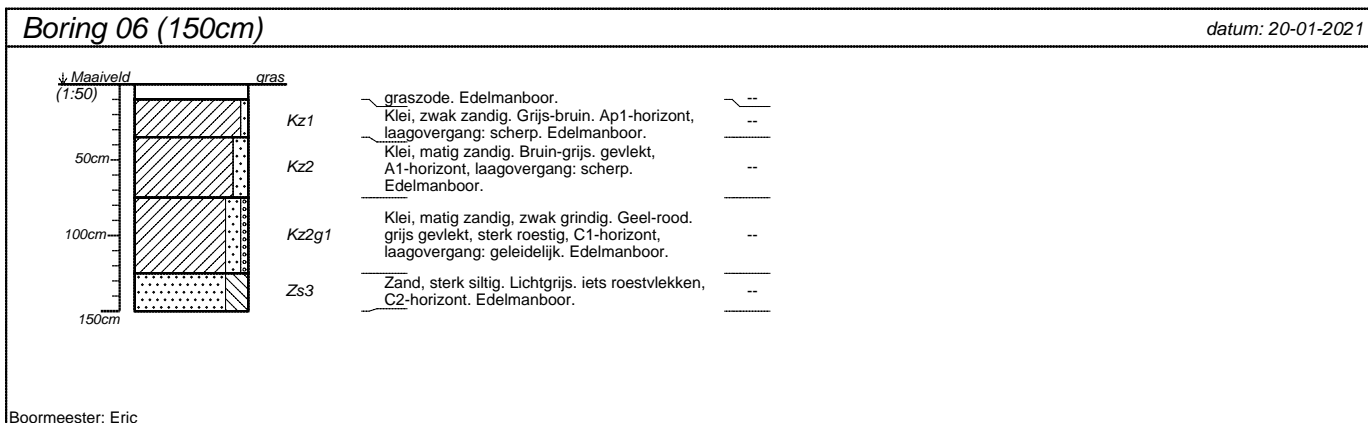 Boring 06 (150cm)
datum: 20-01-2021
Maaiveld
gras
(1:50)
graszode. Edelmanboor.
--
Kz1
Klei, zwak zandig. Grijs-bruin. Ap1-horizont,
laagovergang: scherp. Edelmanboor.
--
50cm
Kz2
Klei, matig zandig. Bruin-grijs. gevlekt,
A1-horizont, laagovergang: scherp.
Edelmanboor.
--
100cm
Kz2g1
Klei, matig zandig, zwak grindig. Geel-rood.
grijs gevlekt, sterk roestig, C1-horizont,
laagovergang: geleidelijk. Edelmanboor.
--
Zs3
Zand, sterk siltig. Lichtgrijs. iets roestvlekken,
C2-horizont. Edelmanboor.
--
150cm
Boormeester: Eric